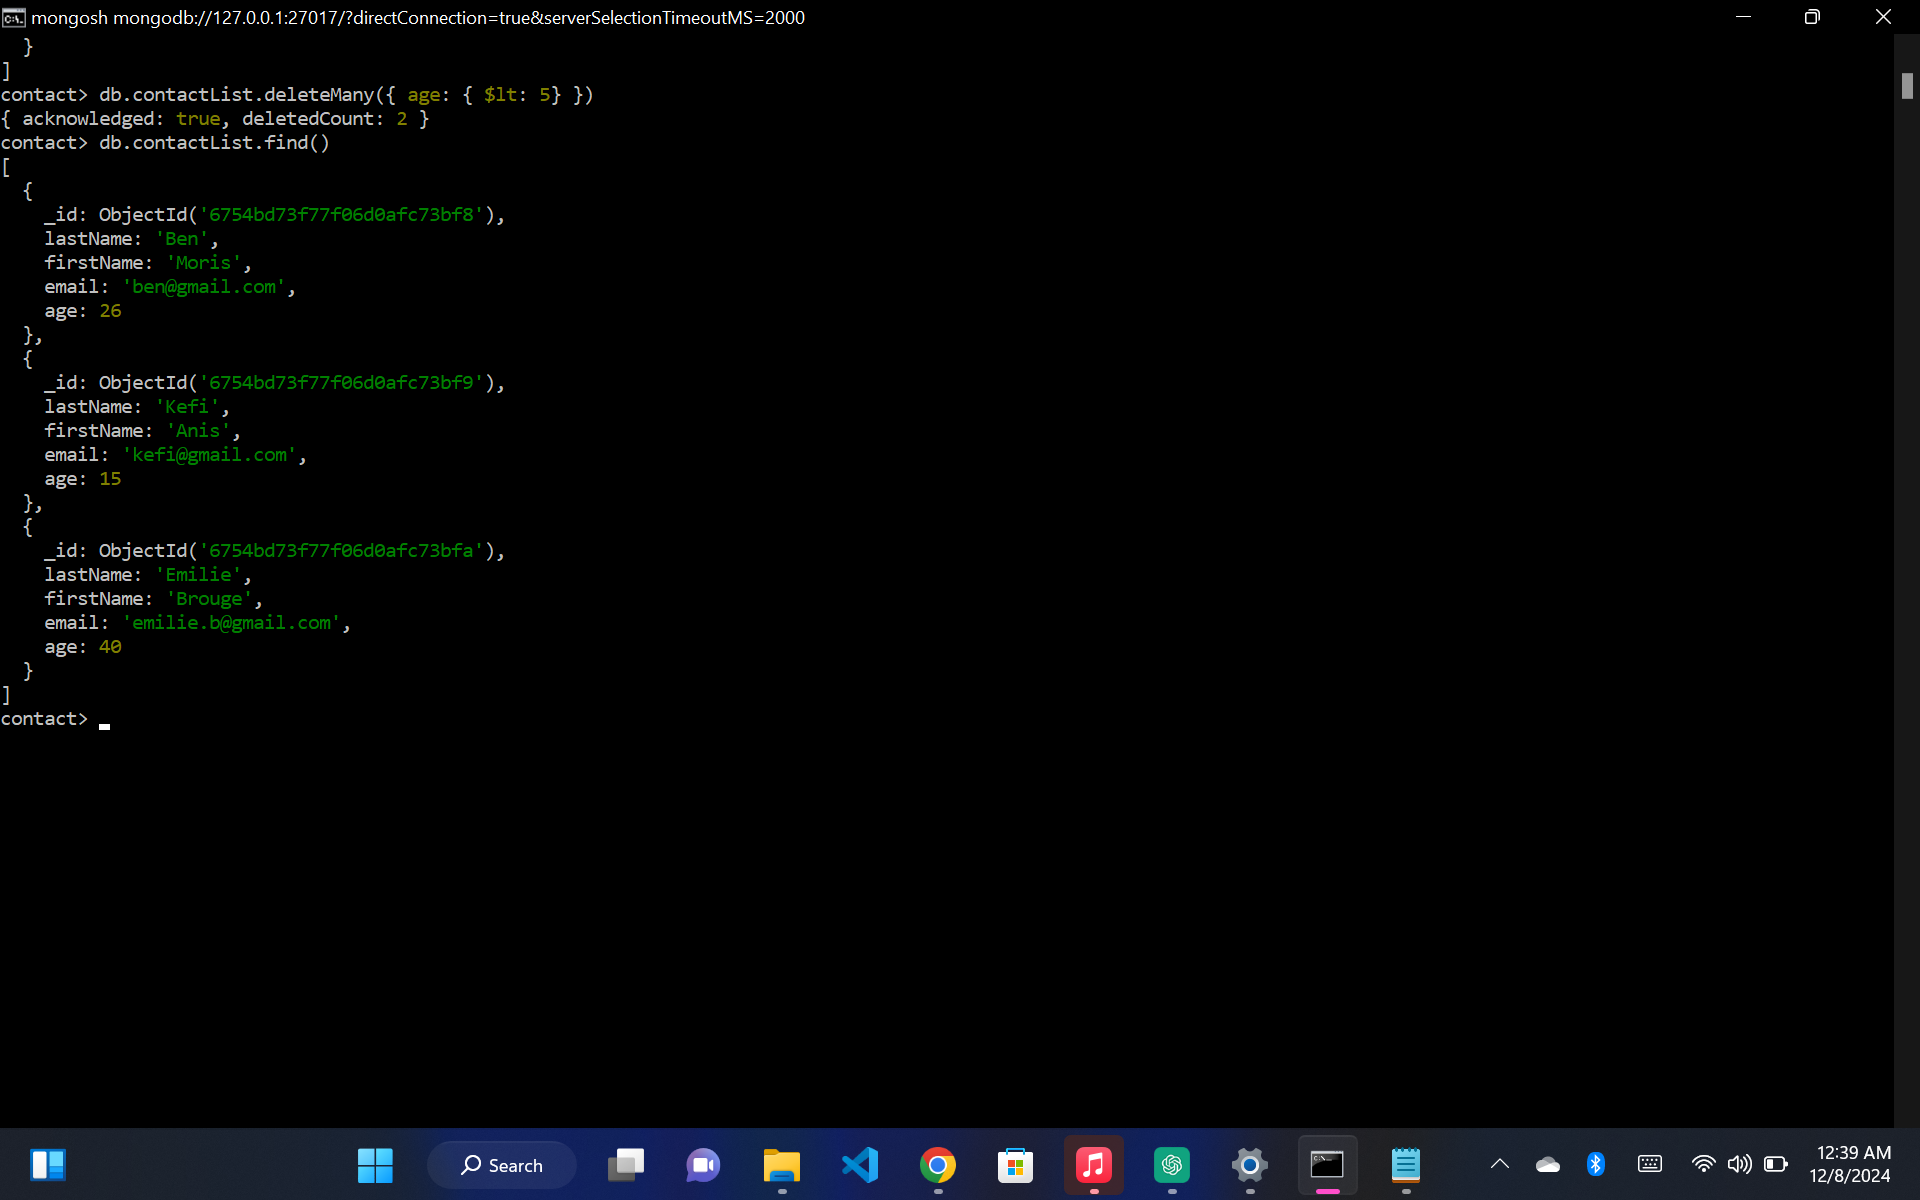 mongosh mongodb://127.0.0.1:27017/?directConnection=true&serverSelectionTimeoutMS=2000
  }
]
contact> db.contactList.deleteMany({ age: { $lt: 5} })
{ acknowledged: true, deletedCount: 2 }
contact> db.contactList.find()
[
  {
    _id: ObjectId('6754bd73f77f06d0afc73bf8'),
    lastName: 'Ben',
    firstName: 'Moris',
    email: 'ben@gmail.com',
    age: 26
  },
  {
    _id: ObjectId('6754bd73f77f06d0afc73bf9'),
    lastName: 'Kefi',
    firstName: 'Anis',
    email: 'kefi@gmail.com',
    age: 15
  },
  {
    _id: ObjectId('6754bd73f77f06d0afc73bfa'),
    lastName: 'Emilie',
    firstName: 'Brouge',
    email: 'emilie.b@gmail.com',
    age: 40
  }
]
contact>
Search
12:39 AM
12/8/2024